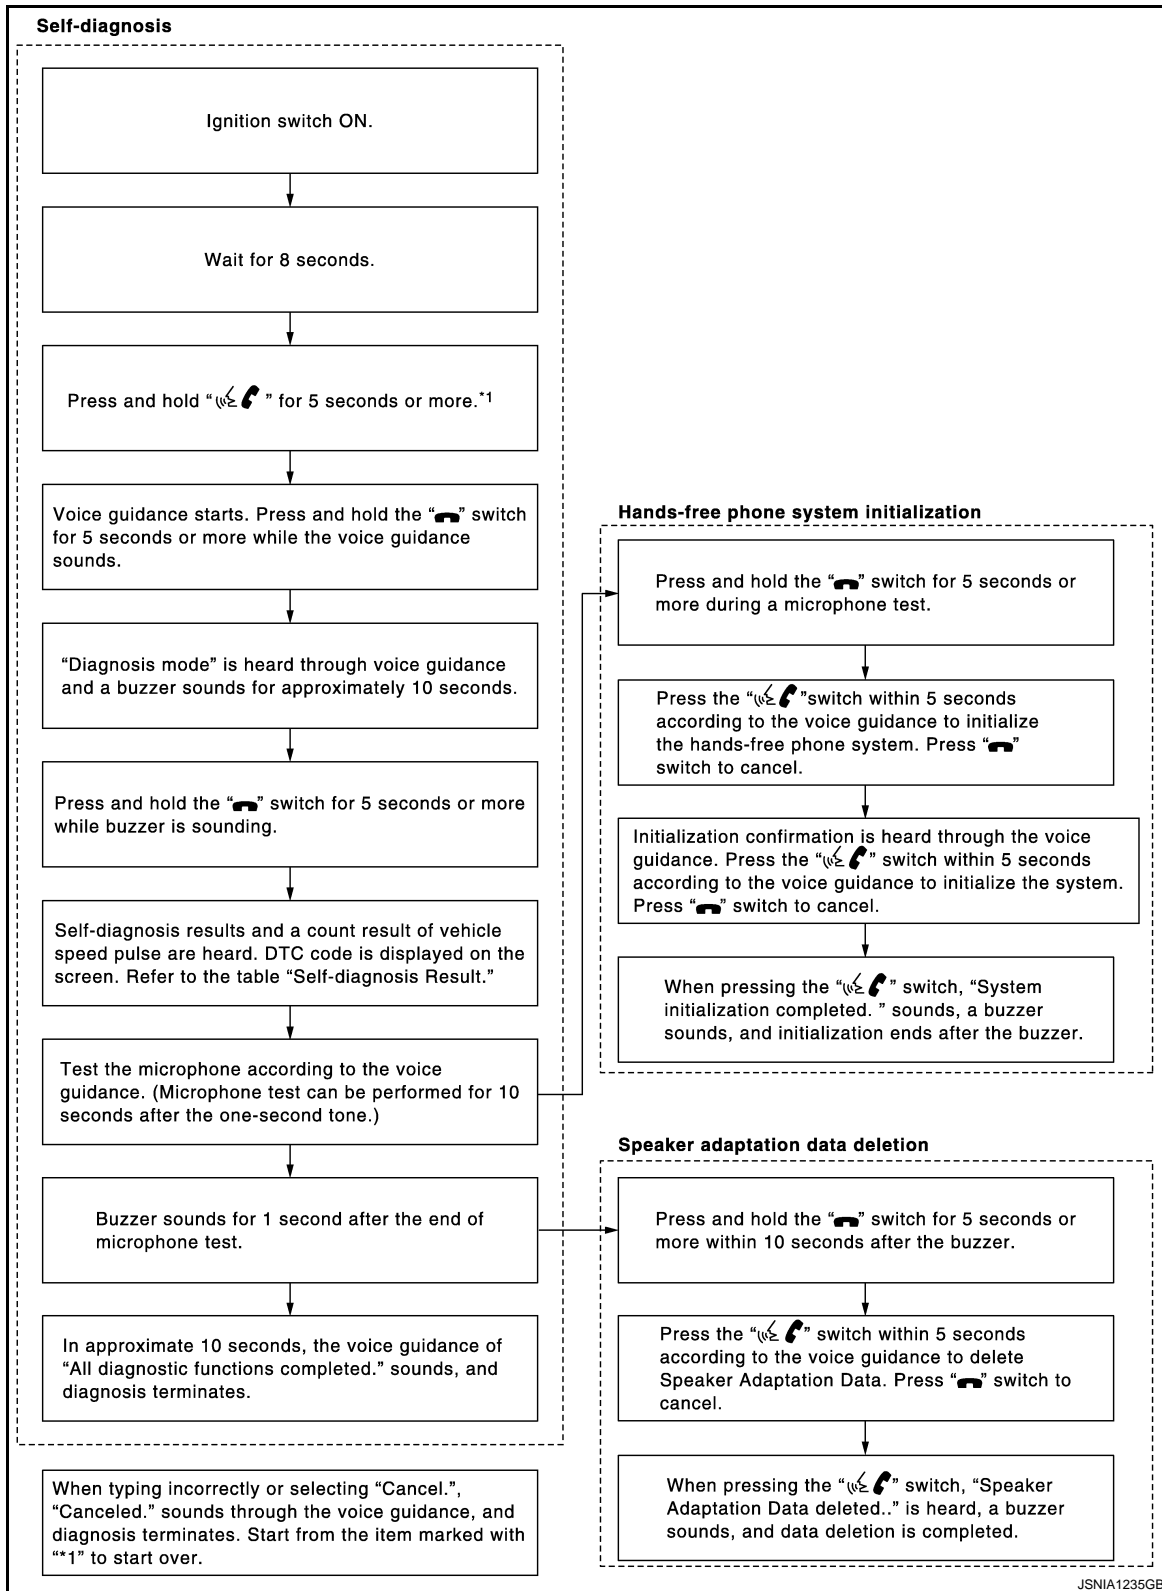 Self-diagnosis
Ignition switch ON.
Wait for 8 seconds.
Press and hold “ ” for 5 seconds or more.*1
Voice guidance starts. Press and hold the “ ” switch
for 5 seconds or more while the voice guidance
sounds.
“Diagnosis mode” is heard through voice guidance
and a buzzer sounds for approximately 10 seconds.
Press and hold the “ ” switch for 5 seconds or more
while buzzer is sounding.
Self-diagnosis results and a count result of vehicle
speed pulse are heard. DTC code is displayed on the
screen. Refer to the table “Self-diagnosis Result.”
Test the microphone according to the voice
guidance. (Microphone test can be performed for 10
seconds after the one-second tone.)
Buzzer sounds for 1 second after the end of
microphone test.
In approximate 10 seconds, the voice guidance of
“All diagnostic functions completed.” sounds, and
diagnosis terminates.
When typing incorrectly or selecting “Cancel.”,
“Canceled.” sounds through the voice guidance, and
diagnosis terminates. Start from the item marked with
“*1” to start over.
Hands-free phone system initialization
Press and hold the “ ” switch for 5 seconds or
more during a microphone test.
Press the “ ”switch within 5 seconds
according to the voice guidance to initialize
the hands-free phone system. Press “ ”
switch to cancel.
Initialization confirmation is heard through the voice
guidance. Press the “ ” switch within 5 seconds
according to the voice guidance to initialize the system.
Press “ ” switch to cancel.
When pressing the “ ” switch, “System
initialization completed. ” sounds, a buzzer
sounds, and initialization ends after the buzzer.
Speaker adaptation data deletion
Press and hold the “ ” switch for 5 seconds or
more within 10 seconds after the buzzer.
Press the “ ” switch within 5 seconds
according to the voice guidance to delete
Speaker Adaptation Data. Press “ ” switch to
cancel.
When pressing the “ ” switch, “Speaker
Adaptation Data deleted..” is heard, a buzzer
sounds, and data deletion is completed.
JSNIA1235GB